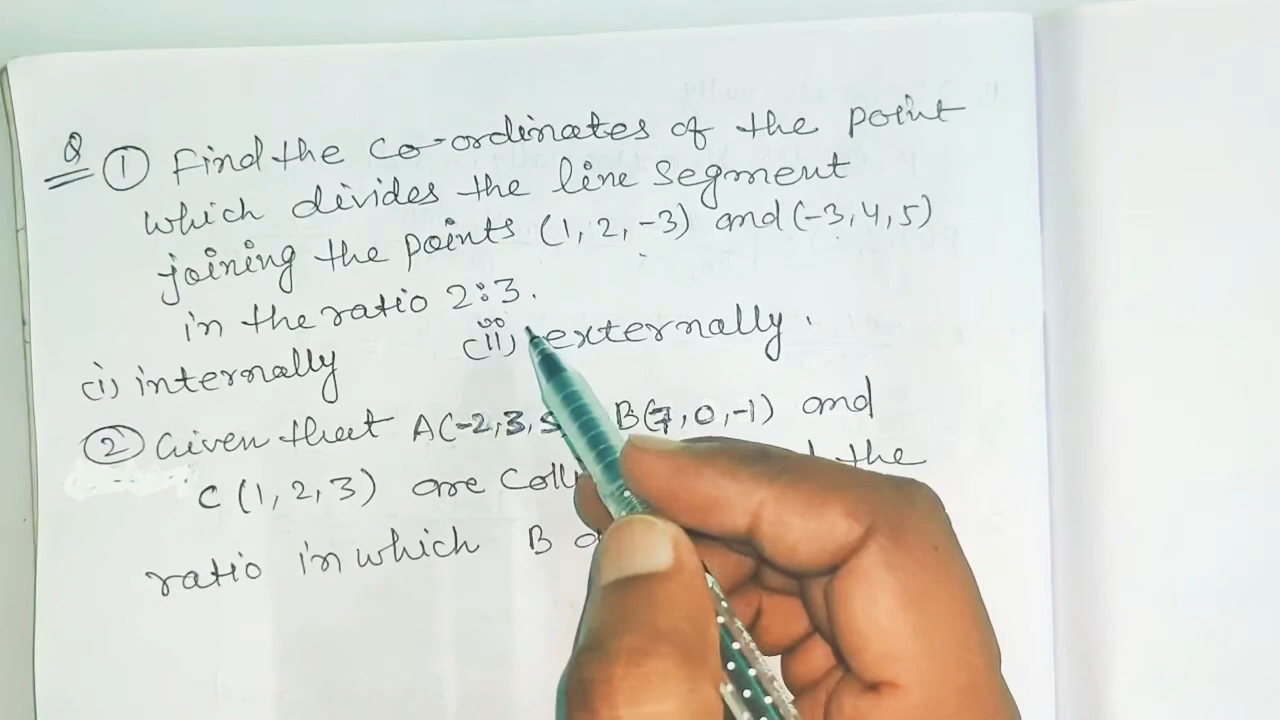 Q ① Find the co-ordinates of the point
which divides the line segment
joining the points (1, 2, -3) and (-3, 4, 5)
in the ratio 2:3.
(i) internally (ii) externally.
② Given that A(-2, 3, 5 B(7, 0, -1) and
C (1, 2, 3) are the
ratio in which B